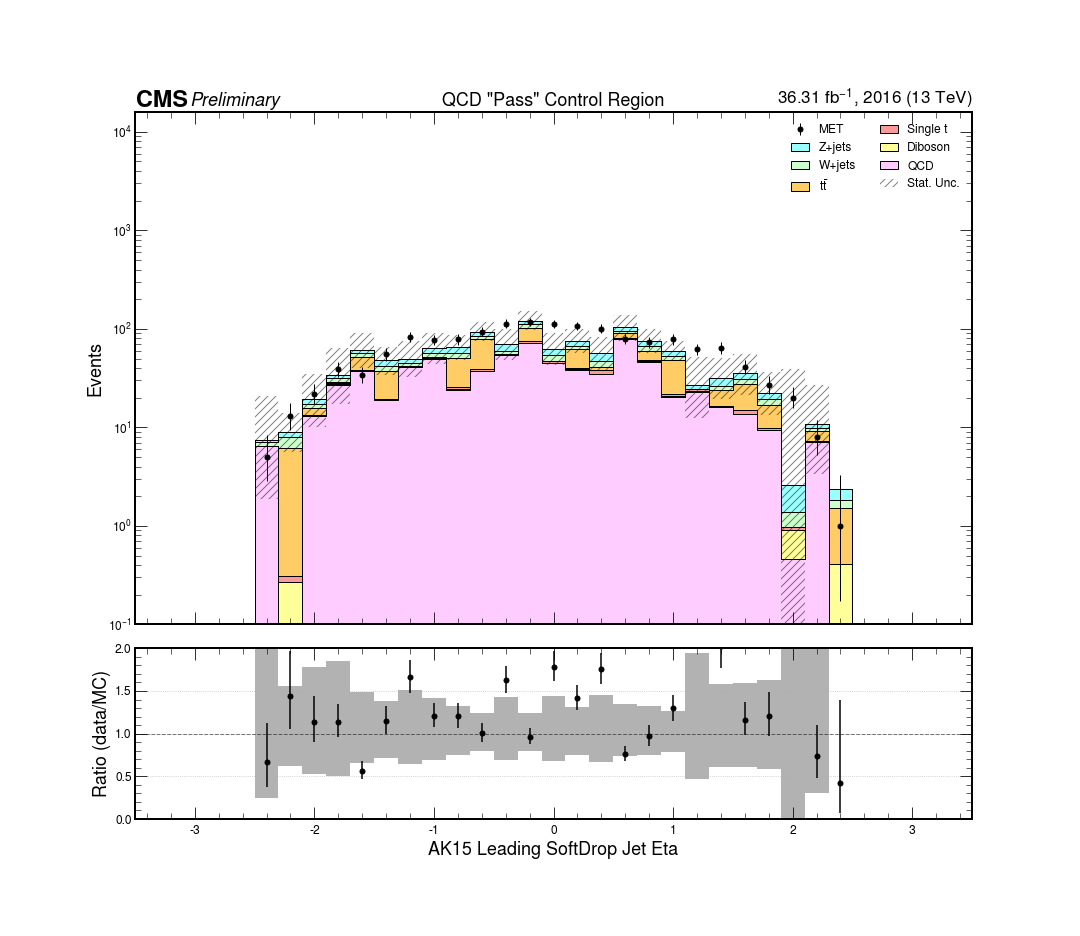 CMS Preliminary QCD "Pass" Control Region 36.31 fb⁻¹, 2016 (13 TeV)
MET Single t
Z+jets Diboson
W+jets QCD
tt̄ Stat. Unc.
10⁴
10³
10²
10¹
10⁰
10⁻¹
Events
2.0
1.5
1.0
0.5
0.0
Ratio (data/MC)
-3 -2 -1 0 1 2 3
AK15 Leading SoftDrop Jet Eta